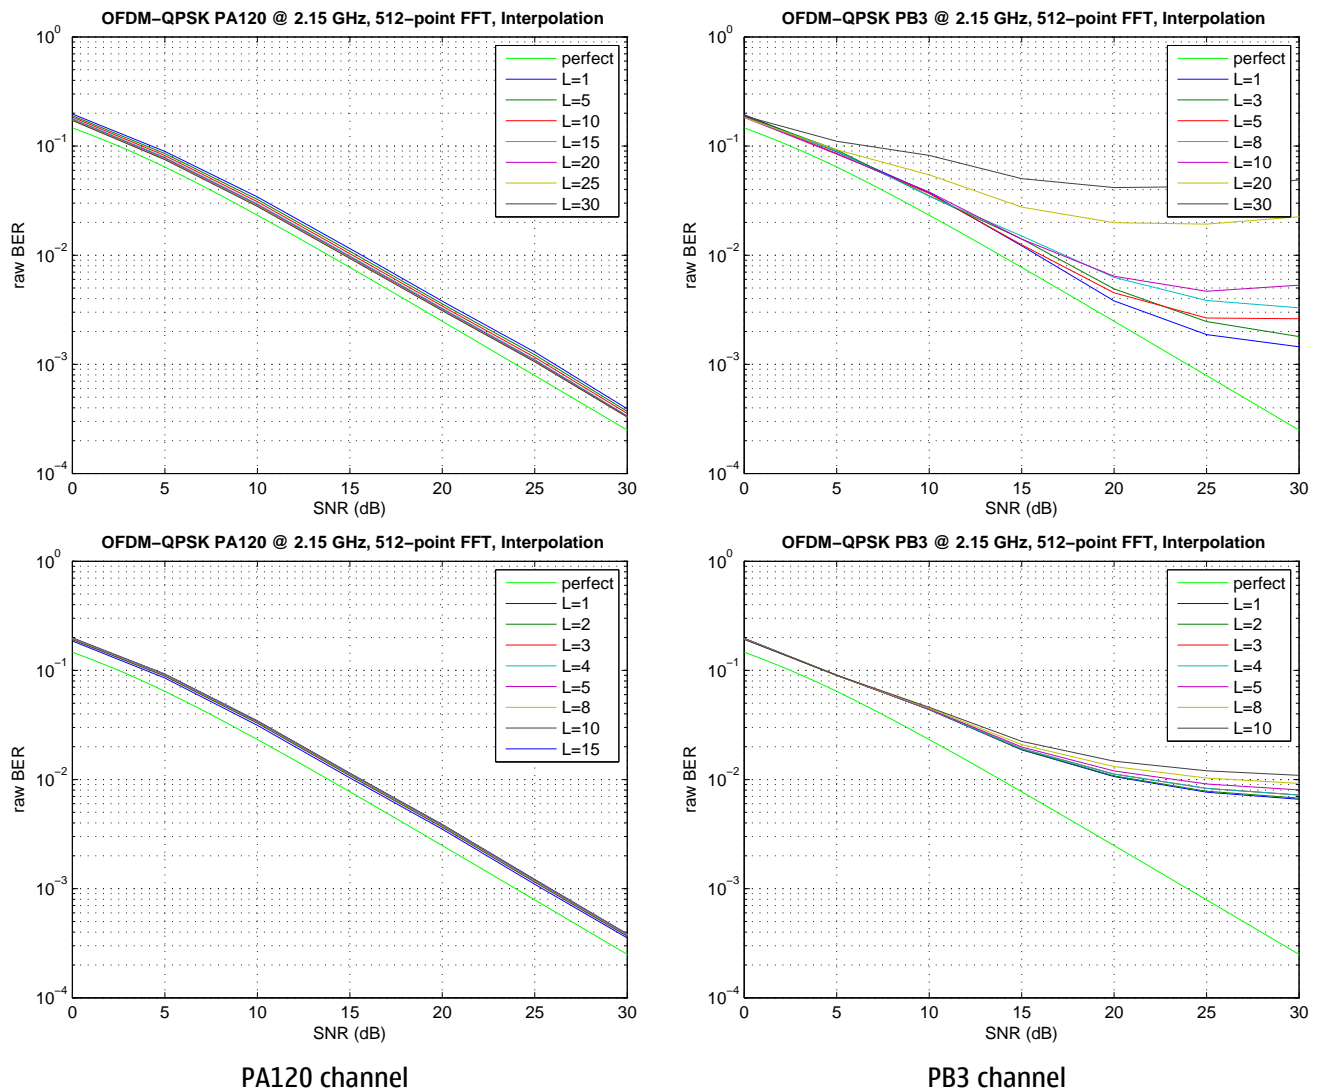 OFDM−QPSK PA120 @ 2.15 GHz, 512−point FFT, Interpolation
10^0
10^−1
10^−2
10^−3
10^−4
raw BER
perfect
L=1
L=5
L=10
L=15
L=20
L=25
L=30
0 5 10 15 20 25 30
SNR (dB)
OFDM−QPSK PB3 @ 2.15 GHz, 512−point FFT, Interpolation
10^0
10^−1
10^−2
10^−3
10^−4
raw BER
perfect
L=1
L=3
L=5
L=8
L=10
L=20
L=30
0 5 10 15 20 25 30
SNR (dB)
OFDM−QPSK PA120 @ 2.15 GHz, 512−point FFT, Interpolation
10^0
10^−1
10^−2
10^−3
10^−4
raw BER
perfect
L=1
L=2
L=3
L=4
L=5
L=8
L=10
L=15
0 5 10 15 20 25 30
SNR (dB)
PA120 channel
OFDM−QPSK PB3 @ 2.15 GHz, 512−point FFT, Interpolation
10^0
10^−1
10^−2
10^−3
10^−4
raw BER
perfect
L=1
L=2
L=3
L=4
L=5
L=8
L=10
0 5 10 15 20 25 30
SNR (dB)
PB3 channel